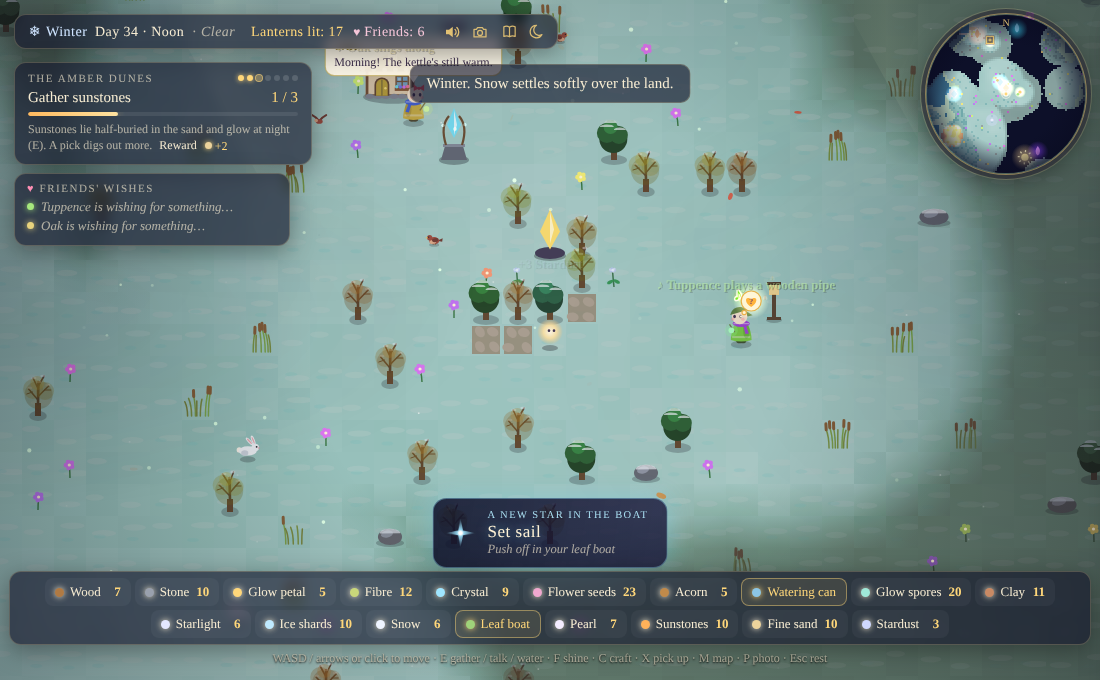 ❄ Winter Day 34 · Noon · Clear Lanterns lit: 17 ♥ Friends: 6
N
Morning! The kettle's still warm.
Winter. Snow settles softly over the land.
THE AMBER DUNES
Gather sunstones 1 / 3
Sunstones lie half-buried in the sand and glow at night
(E). A pick digs out more. Reward +2
♥ FRIENDS' WISHES
Tuppence is wishing for something…
Oak is wishing for something…
♪ Tuppence plays a wooden pipe
A NEW STAR IN THE BOAT
Set sail
Push off in your leaf boat
Wood 7 Stone 10 Glow petal 5 Fibre 12 Crystal 9 Flower seeds 23 Acorn 5 Watering can Glow spores 20 Clay 11
Starlight 6 Ice shards 10 Snow 6 Leaf boat Pearl 7 Sunstones 10 Fine sand 10 Stardust 3
WASD / arrows or click to move · E gather / talk / water · F shine · C craft · X pick up · M map · P photo · Esc rest